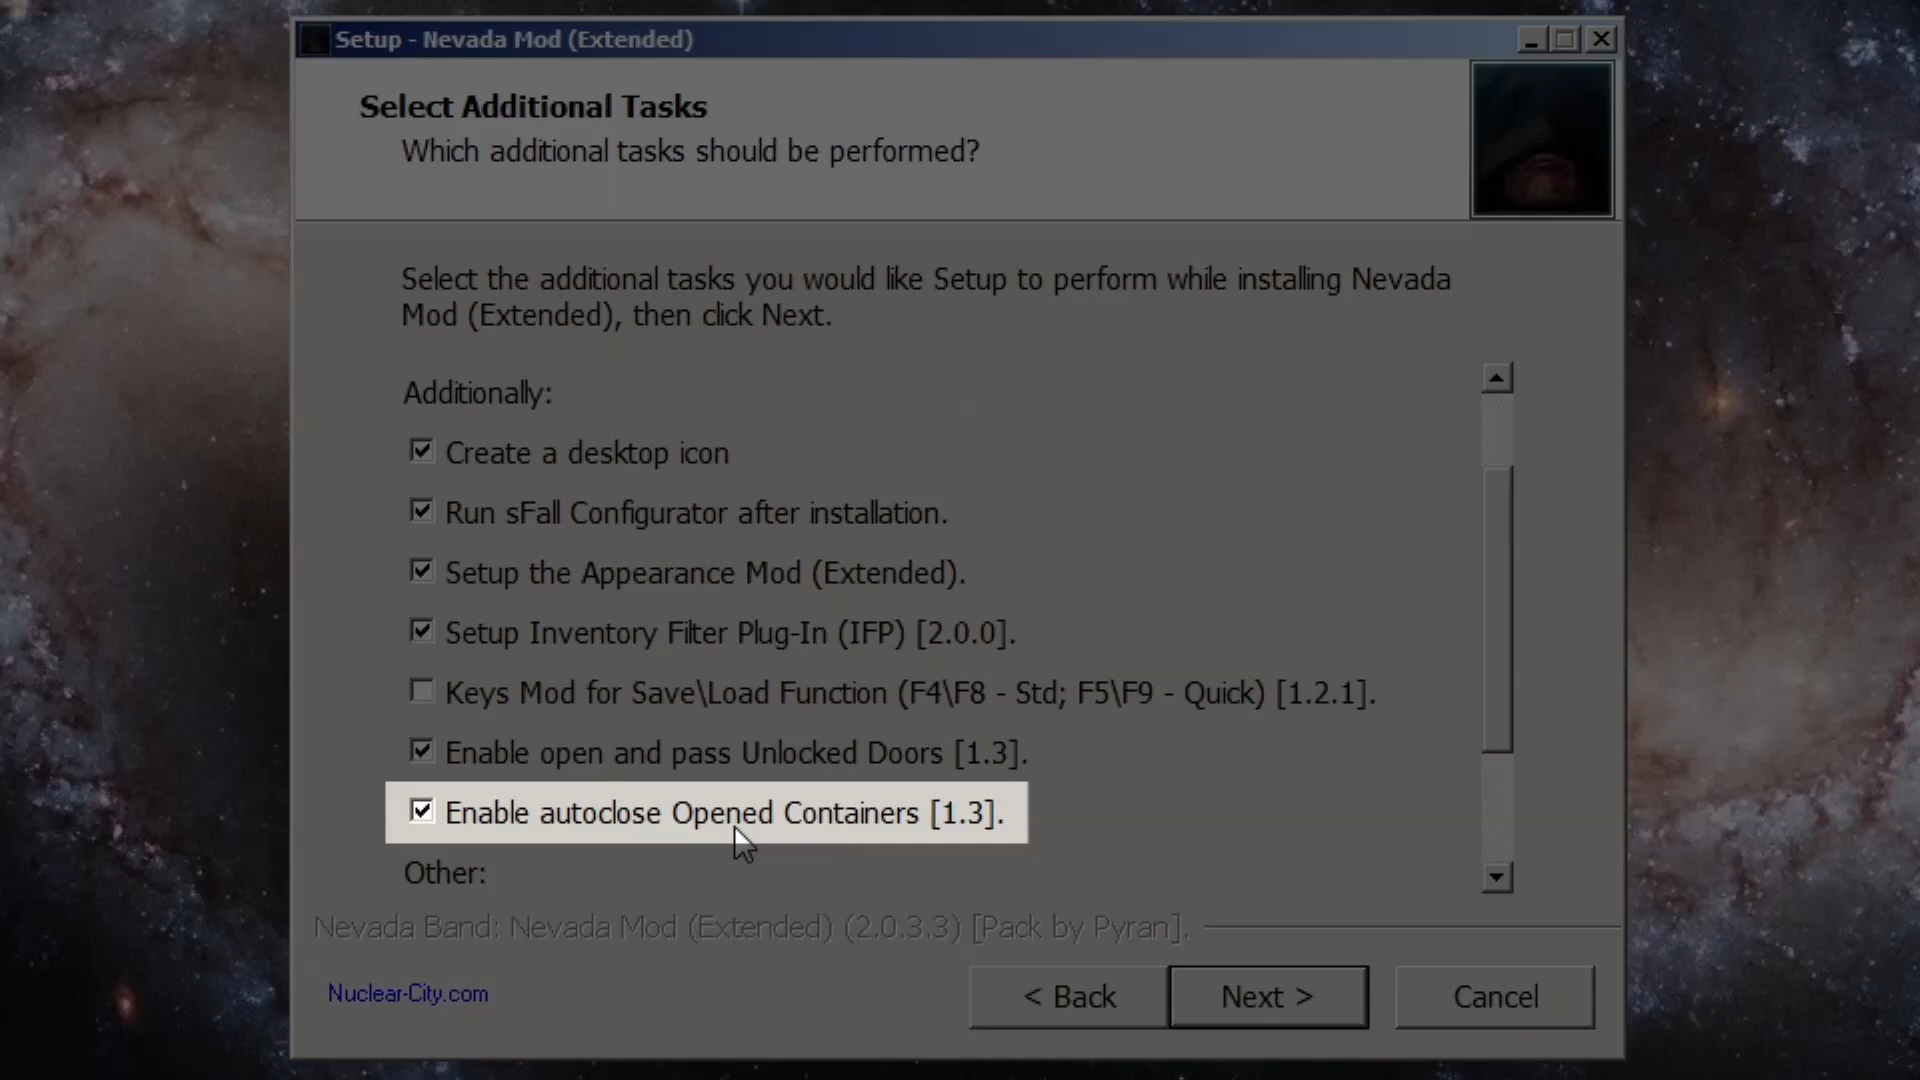 Setup - Nevada Mod (Extended)
Select Additional Tasks
Which additional tasks should be performed?
Select the additional tasks you would like Setup to perform while installing Nevada
Mod (Extended), then click Next.
Additionally:
Create a desktop icon
Run sFall Configurator after installation.
Setup the Appearance Mod (Extended).
Setup Inventory Filter Plug-In (IFP) [2.0.0].
Keys Mod for Save\Load Function (F4\F8 - Std; F5\F9 - Quick) [1.2.1].
Enable open and pass Unlocked Doors [1.3].
Enable autoclose Opened Containers [1.3].
Other:
Nevada Band: Nevada Mod (Extended) (2.0.3.3) [Pack by Pyran].
Nuclear-City.com
< Back
Next >
Cancel